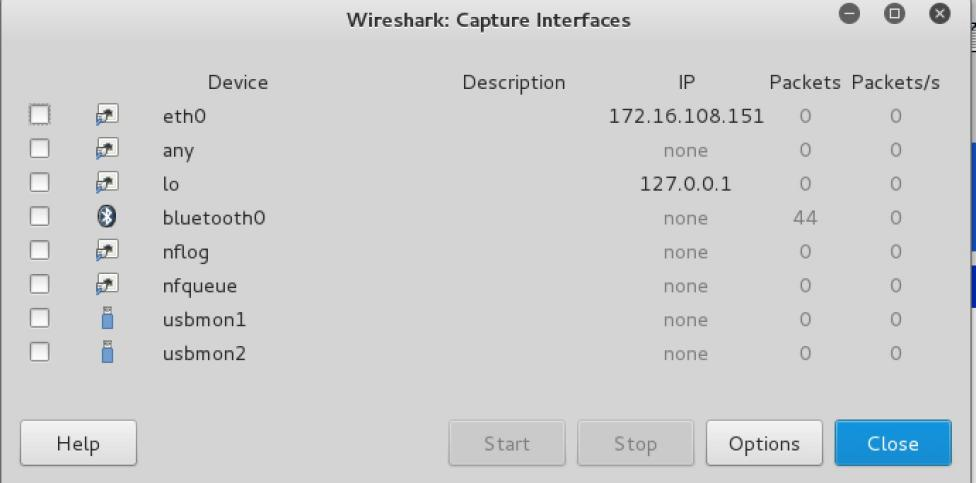 Wireshark: Capture Interfaces
Device Description IP Packets Packets/s
eth0 172.16.108.151 0 0
any none 0 0
lo 127.0.0.1 0 0
bluetooth0 none 44 0
nflog none 0 0
nfqueue none 0 0
usbmon1 none 0 0
usbmon2 none 0 0
Help Start Stop Options Close